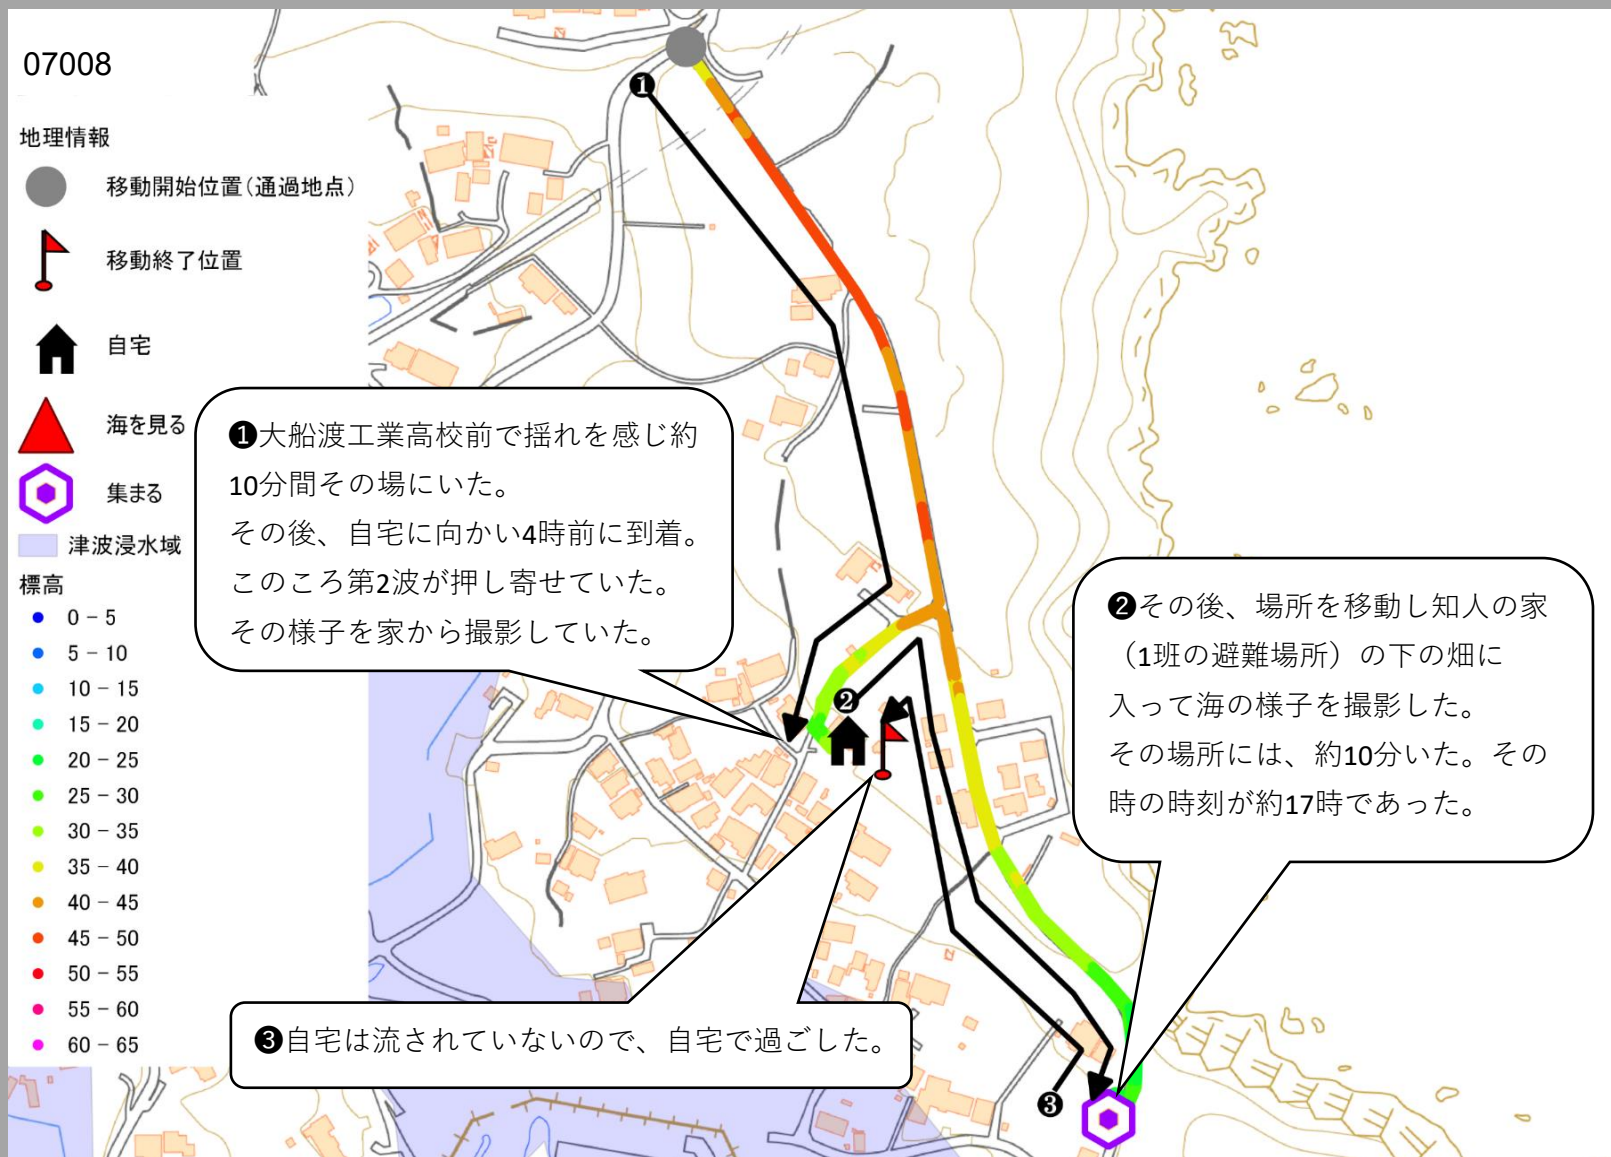 07008
地理情報
移動開始位置(通過地点)
移動終了位置
自宅
海を見る
集まる
津波浸水域
標高
0 − 5
5 − 10
10 − 15
15 − 20
20 − 25
25 − 30
30 − 35
35 − 40
40 − 45
45 − 50
50 − 55
55 − 60
60 − 65
❶
❶大船渡工業高校前で揺れを感じ約
10分間その場にいた。
その後、自宅に向かい4時前に到着。
このころ第2波が押し寄せていた。
その様子を家から撮影していた。
❷
❷その後、場所を移動し知人の家
（1班の避難場所）の下の畑に
入って海の様子を撮影した。
その場所には、約10分いた。その
時の時刻が約17時であった。
❸自宅は流されていないので、自宅で過ごした。
❸